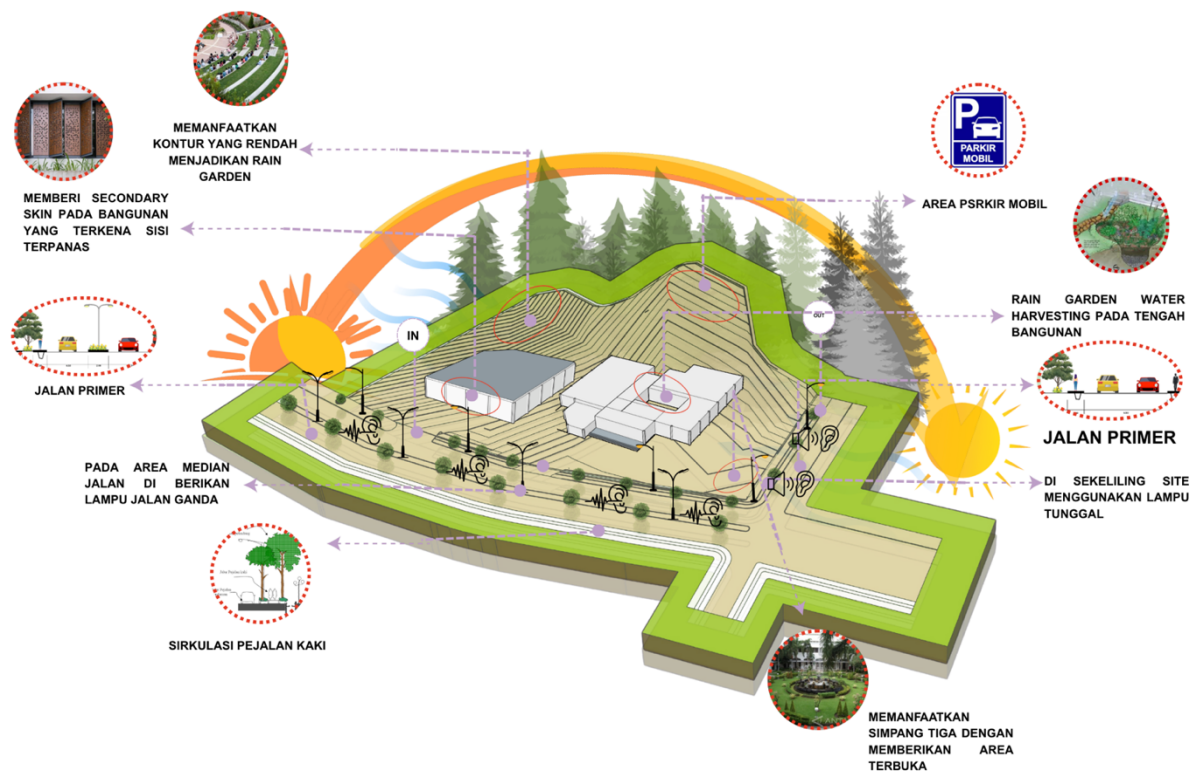 MEMANFAATKAN
KONTUR YANG RENDAH
MENJADIKAN RAIN
GARDEN
MEMBERI SECONDARY
SKIN PADA BANGUNAN
YANG TERKENA SISI
TERPANAS
P
PARKIR
MOBIL
AREA PSRKIR MOBIL
RAIN GARDEN WATER
HARVESTING PADA TENGAH
BANGUNAN
IN
OUT
JALAN PRIMER
JALAN PRIMER
PADA AREA MEDIAN
JALAN DI BERIKAN
LAMPU JALAN GANDA
DI SEKELILING SITE
MENGGUNAKAN LAMPU
TUNGGAL
SIRKULASI PEJALAN KAKI
MEMANFAATKAN
SIMPANG TIGA DENGAN
MEMBERIKAN AREA
TERBUKA